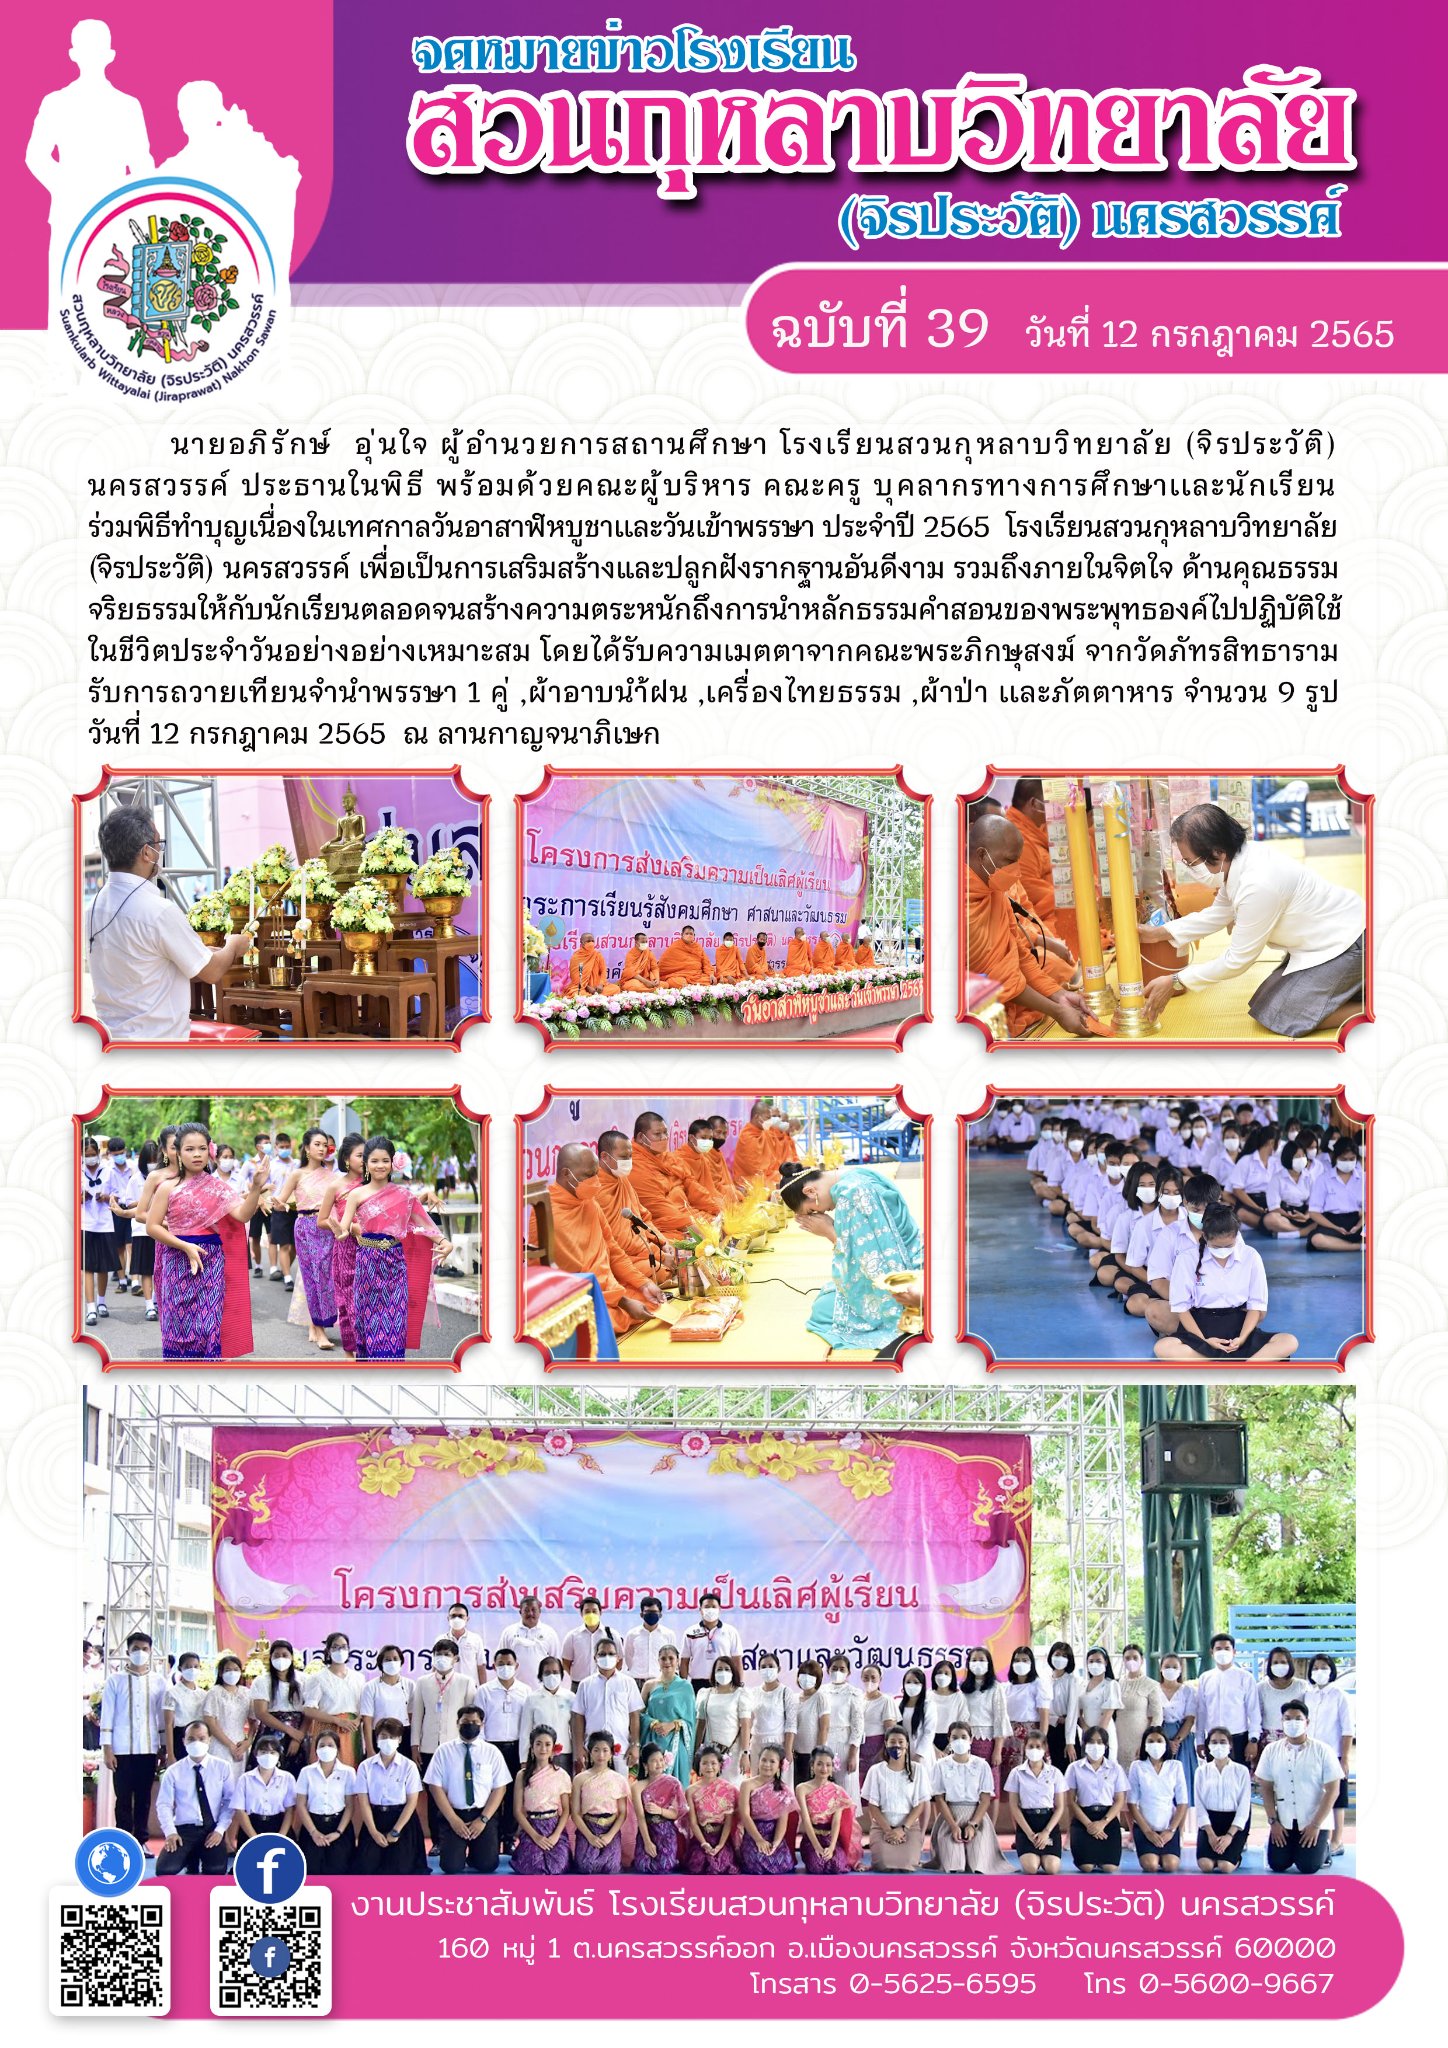 จดหมายข่าวโรงเรียน
สวนกุหลาบวิทยาลัย
(จิรประวัติ) นครสวรรค์
โรงเรียน
หลวง
สวนกุหลาบวิทยาลัย (จิรประวัติ) นครสวรรค์
Suankularb Wittayalai (Jiraprawat) Nakhon Sawan
ฉบับที่ 39 วันที่ 12 กรกฎาคม 2565
นายอภิรักษ์ อุ่นใจ ผู้อำนวยการสถานศึกษา โรงเรียนสวนกุหลาบวิทยาลัย (จิรประวัติ)
นครสวรรค์ ประธานในพิธี พร้อมด้วยคณะผู้บริหาร คณะครู บุคลากรทางการศึกษาและนักเรียน
ร่วมพิธีทำบุญเนื่องในเทศกาลวันอาสาฬหบูชาและวันเข้าพรรษา ประจำปี 2565 โรงเรียนสวนกุหลาบวิทยาลัย
(จิรประวัติ) นครสวรรค์ เพื่อเป็นการเสริมสร้างและปลูกฝังรากฐานอันดีงาม รวมถึงภายในจิตใจ ด้านคุณธรรม
จริยธรรมให้กับนักเรียนตลอดจนสร้างความตระหนักถึงการนำหลักธรรมคำสอนของพระพุทธองค์ไปปฏิบัติใช้
ในชีวิตประจำวันอย่างอย่างเหมาะสม โดยได้รับความเมตตาจากคณะพระภิกษุสงฆ์ จากวัดภัทรสิทธาราม
รับการถวายเทียนจำนำพรรษา 1 คู่ ,ผ้าอาบน้ำฝน ,เครื่องไทยธรรม ,ผ้าป่า และภัตตาหาร จำนวน 9 รูป
วันที่ 12 กรกฎาคม 2565 ณ ลานกาญจนาภิเษก
โครงการส่งเสริมความเป็นเลิศผู้เรียน
ระการเรียนรู้สังคมศึกษา ศาสนาและวัฒนธรม
วันอาสาฬหบูชาและวันเข้าพรรษา 2565
โครงการส่งเสริมความเป็นเลิศผู้เรียน
สนาและวัฒนธรรม
งานประชาสัมพันธ์ โรงเรียนสวนกุหลาบวิทยาลัย (จิรประวัติ) นครสวรรค์
160 หมู่ 1 ต.นครสวรรค์ออก อ.เมืองนครสวรรค์ จังหวัดนครสวรรค์ 60000
โทรสาร 0-5625-6595 โทร 0-5600-9667